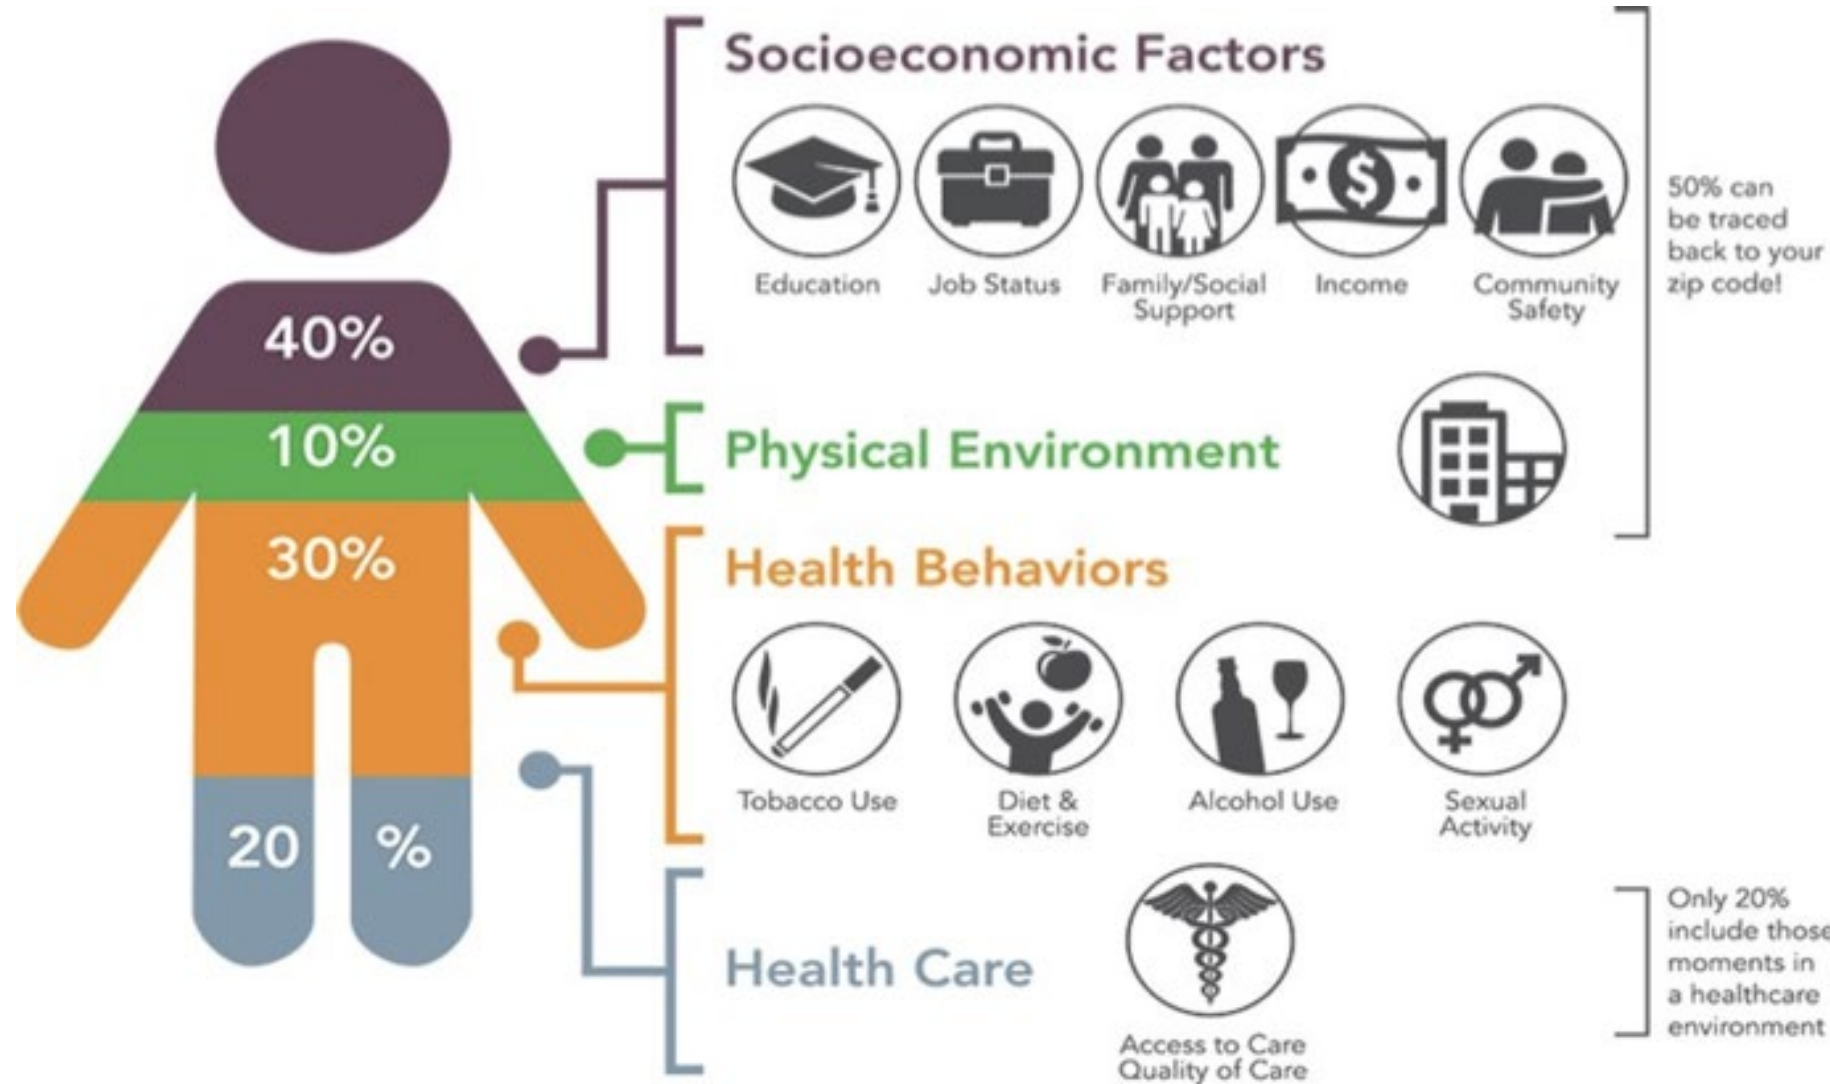 Socioeconomic Factors
Education
Job Status
Family/Social
Support
Income
Community
Safety
50% can
be traced
back to your
zip code!
40%
10%
Physical Environment
30%
Health Behaviors
Tobacco Use
Diet &
Exercise
Alcohol Use
Sexual
Activity
20 %
Health Care
Access to Care
Quality of Care
Only 20%
include those
moments in
a healthcare
environment
$